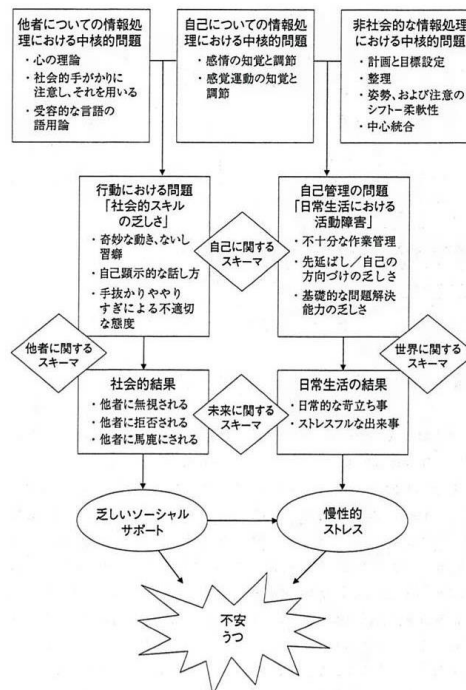 他者についての情報処
理における中核的問題
・ 心の理論
・ 社会的手がかりに
注意し、それを用いる
・ 受容的な言語の
語用論
自己についての情報処
理における中核的問題
・ 感情の知覚と調節
・ 感覚運動の知覚と
調節
非社会的な情報処理
における中核的問題
・ 計画と目標設定
・ 整理
・ 姿勢、および注意の
シフトー柔軟性
・ 中心統合
行動における問題
「社会的スキル
の乏しさ」
・奇妙な動き、ないし
習癖
・自己顕示的な話し方
・手抜かりややり
すぎによる不適切
な態度
自己に関する
スキーマ
自己管理の問題
「日常生活における
活動障害」
・不十分な作業管理
・先延ばし/自己の
方向づけの乏しさ
・基礎的な問題解決
能力の乏しさ
他者に関する
スキーマ
世界に関する
スキーマ
社会的結果
・他者に無視される
・他者に拒否される
・他者に馬鹿にされる
未来に関する
スキーマ
日常生活の結果
・日常的な苛立ち事
・ストレスフルな出来事
乏しいソーシャル
サポート
慢性的
ストレス
不安
うつ